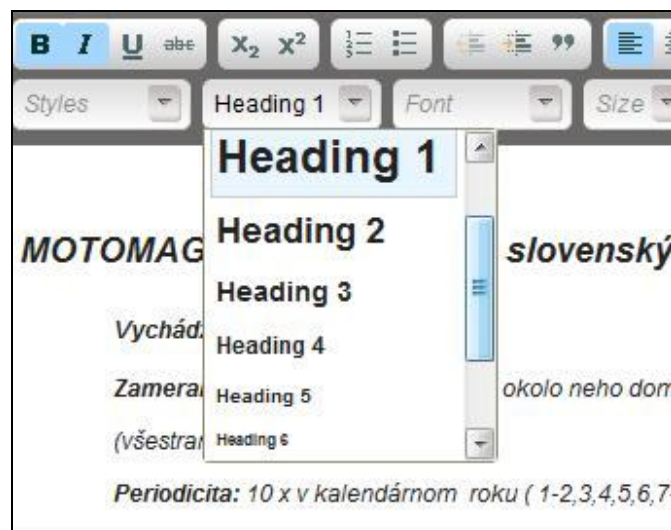 B I U abc X₂ X²
Styles Heading 1 Font Size
Heading 1
Heading 2
MOTOMAG slovenský
Heading 3
Vychád
Heading 4
Zamera okolo neho dom
Heading 5
(všestra
Heading 6
Periodicita: 10 x v kalendárnom roku ( 1-2,3,4,5,6,7